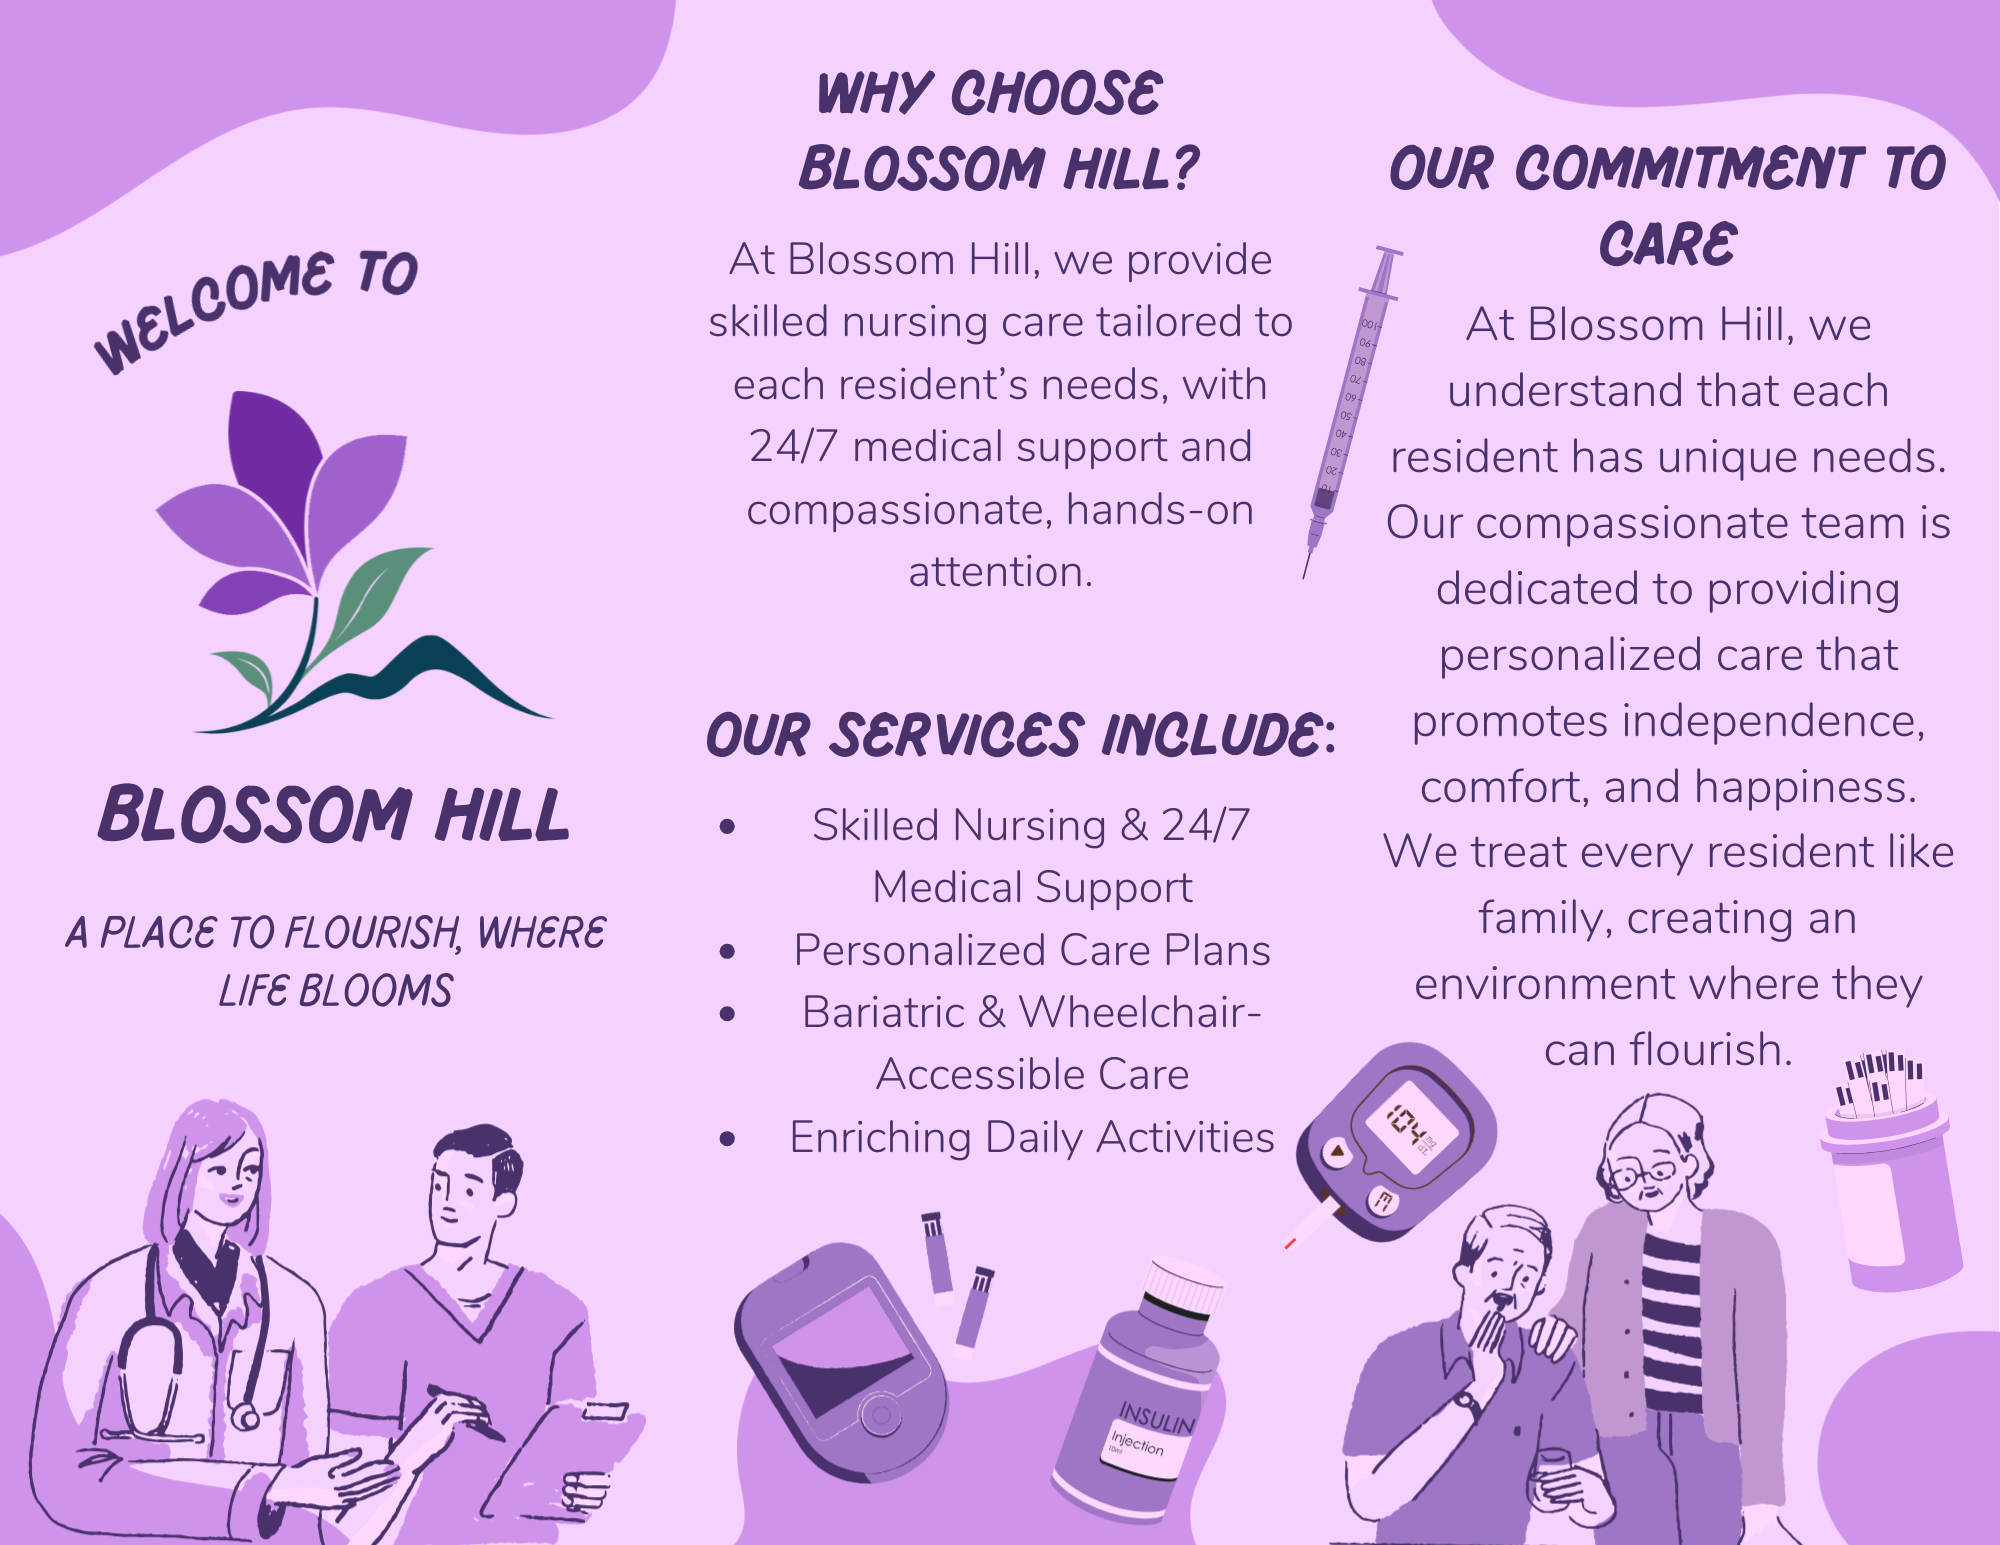 WELCOME TO
BLOSSOM HILL
A PLACE TO FLOURISH, WHERE
LIFE BLOOMS
WHY CHOOSE
BLOSSOM HILL?
At Blossom Hill, we provide
skilled nursing care tailored to
each resident’s needs, with
24/7 medical support and
compassionate, hands-on
attention.
OUR SERVICES INCLUDE:
• Skilled Nursing & 24/7
Medical Support
• Personalized Care Plans
• Bariatric & Wheelchair-
Accessible Care
• Enriching Daily Activities
INSULIN
Injection
10ml
100
90
80
70
60
50
40
30
20
10
OUR COMMITMENT TO
CARE
At Blossom Hill, we
understand that each
resident has unique needs.
Our compassionate team is
dedicated to providing
personalized care that
promotes independence,
comfort, and happiness.
We treat every resident like
family, creating an
environment where they
can flourish.
104
M